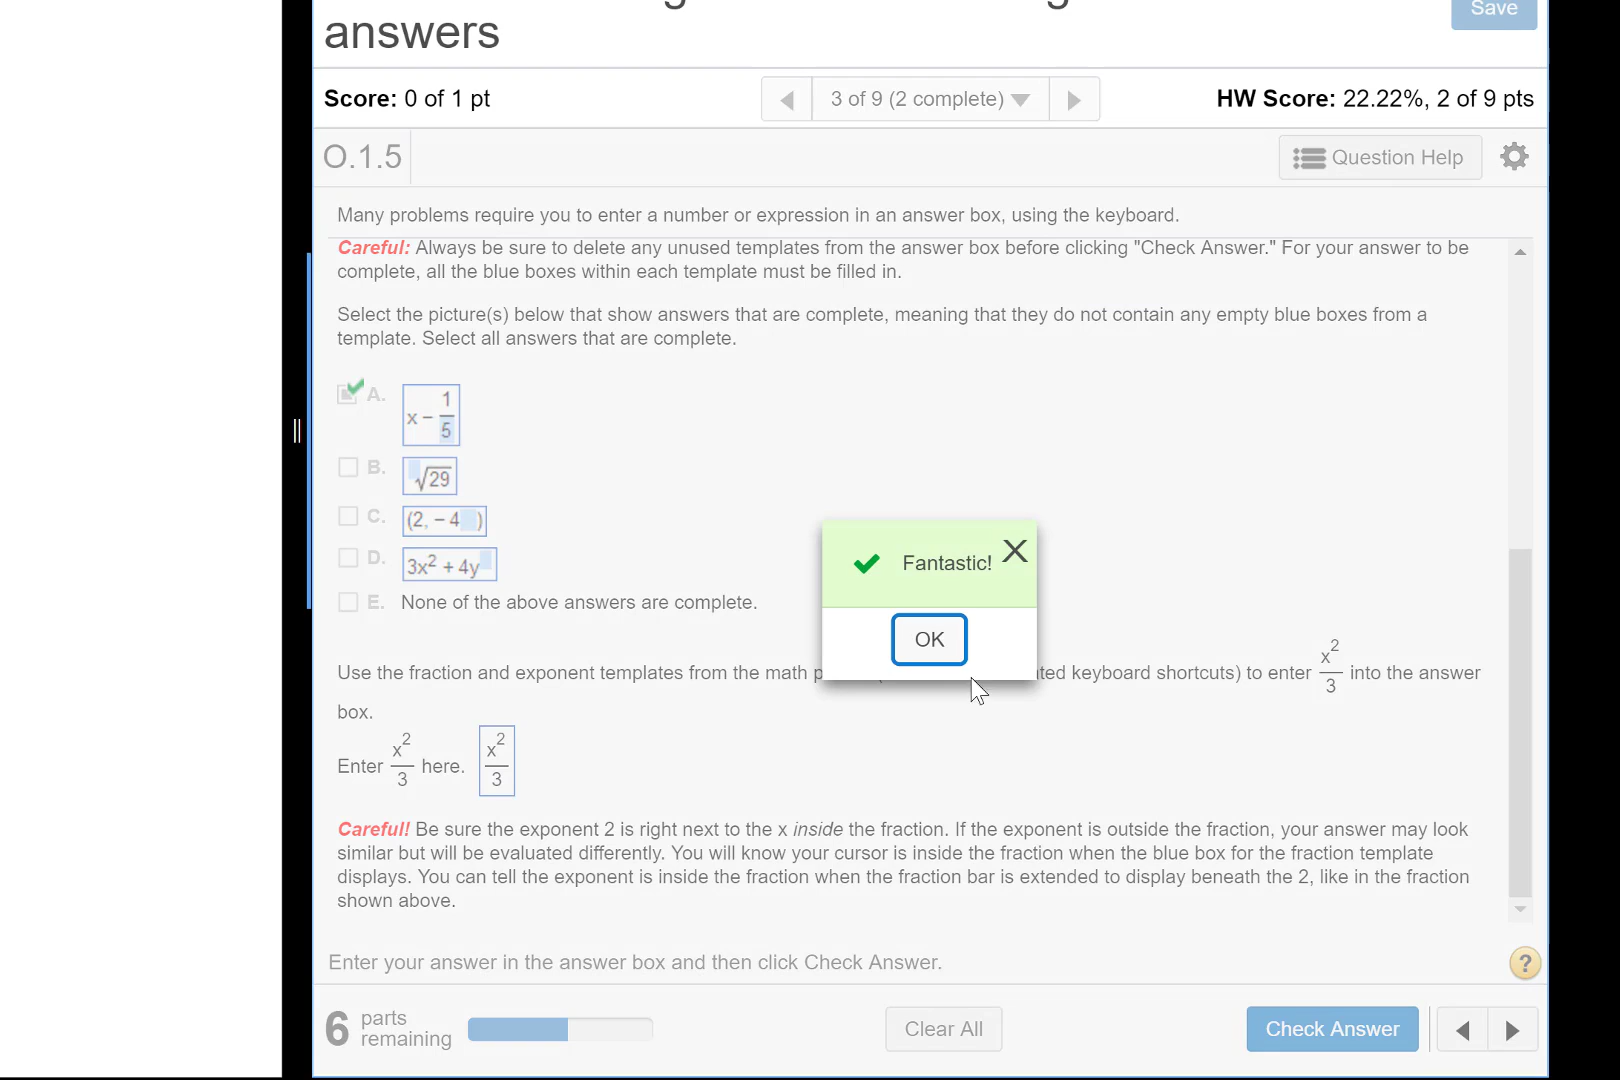 answers
Save
Score: 0 of 1 pt
3 of 9 (2 complete)
HW Score: 22.22%, 2 of 9 pts
O.1.5
Question Help
Many problems require you to enter a number or expression in an answer box, using the keyboard.
Careful: Always be sure to delete any unused templates from the answer box before clicking "Check Answer." For your answer to be
complete, all the blue boxes within each template must be filled in.
Select the picture(s) below that show answers that are complete, meaning that they do not contain any empty blue boxes from a
template. Select all answers that are complete.
A. x − 1/5
B. √29
C. (2, − 4 )
D. 3x² + 4y
E. None of the above answers are complete.
Fantastic!
OK
Use the fraction and exponent templates from the math p
ted keyboard shortcuts) to enter x²/3 into the answer
box.
Enter x²/3 here. x²/3
Careful! Be sure the exponent 2 is right next to the x inside the fraction. If the exponent is outside the fraction, your answer may look
similar but will be evaluated differently. You will know your cursor is inside the fraction when the blue box for the fraction template
displays. You can tell the exponent is inside the fraction when the fraction bar is extended to display beneath the 2, like in the fraction
shown above.
Enter your answer in the answer box and then click Check Answer.
?
6 parts
remaining
Clear All
Check Answer